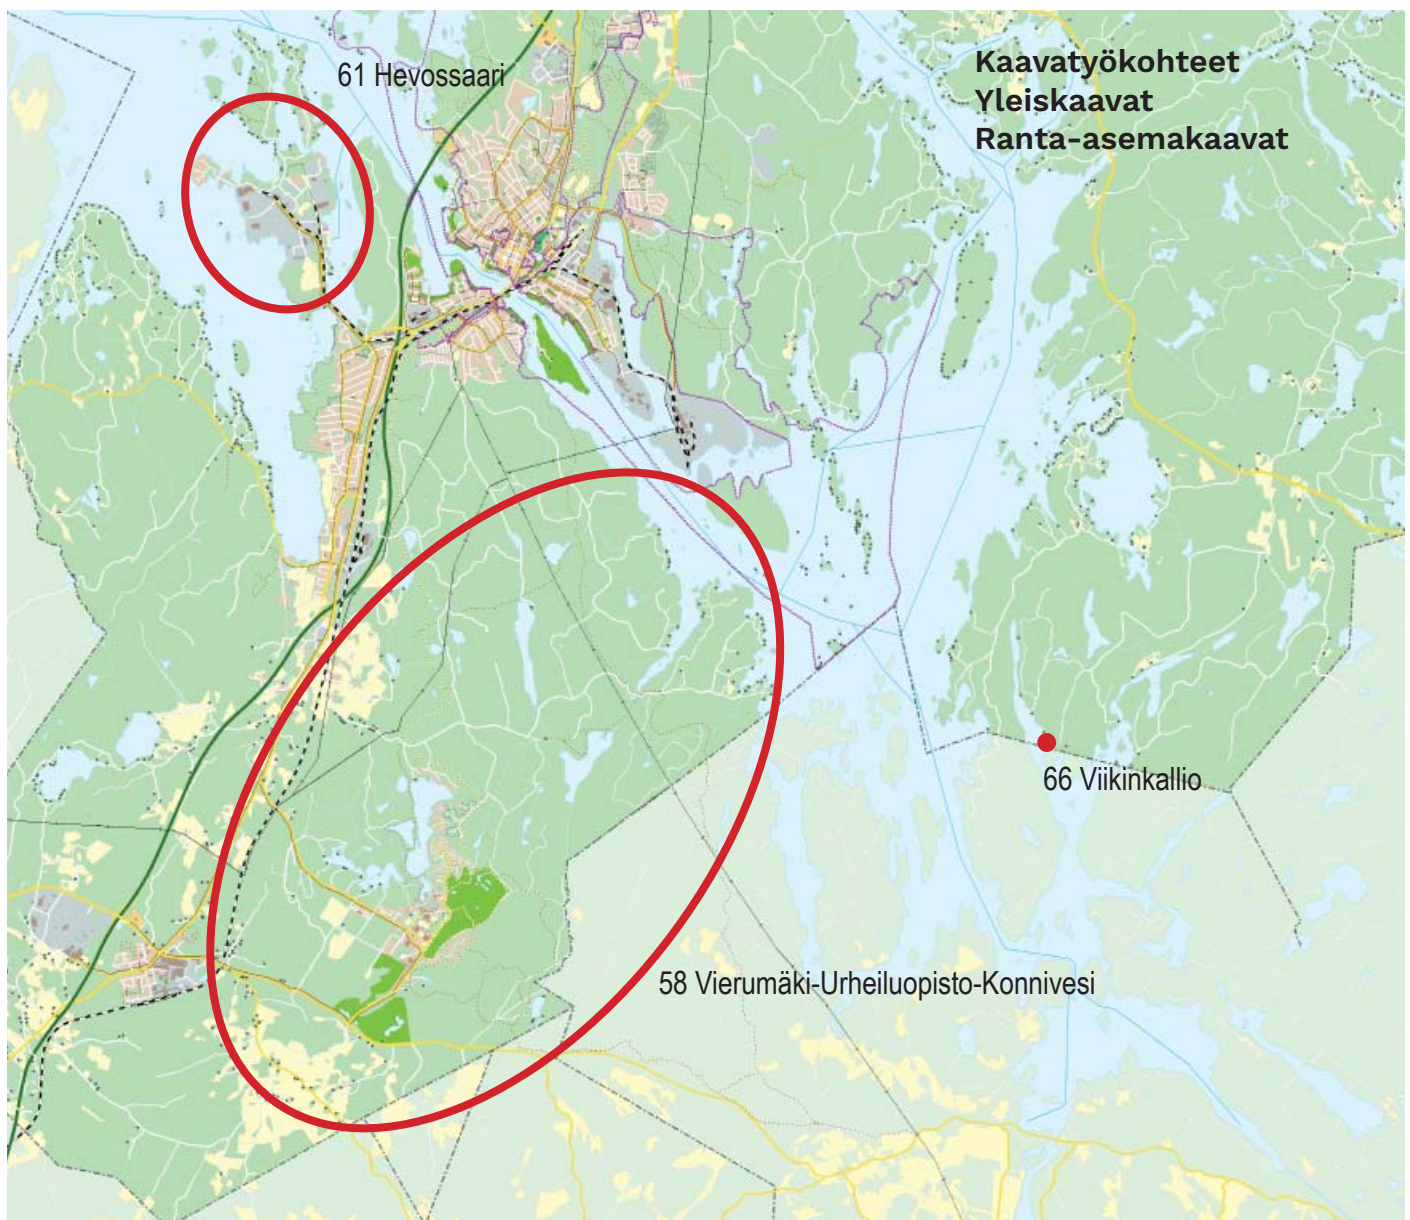 Kaavatyökohteet
Yleiskaavat
Ranta-asemakaavat
61 Hevossaari
66 Viikinkallio
58 Vierumäki-Urheiluopisto-Konnivesi